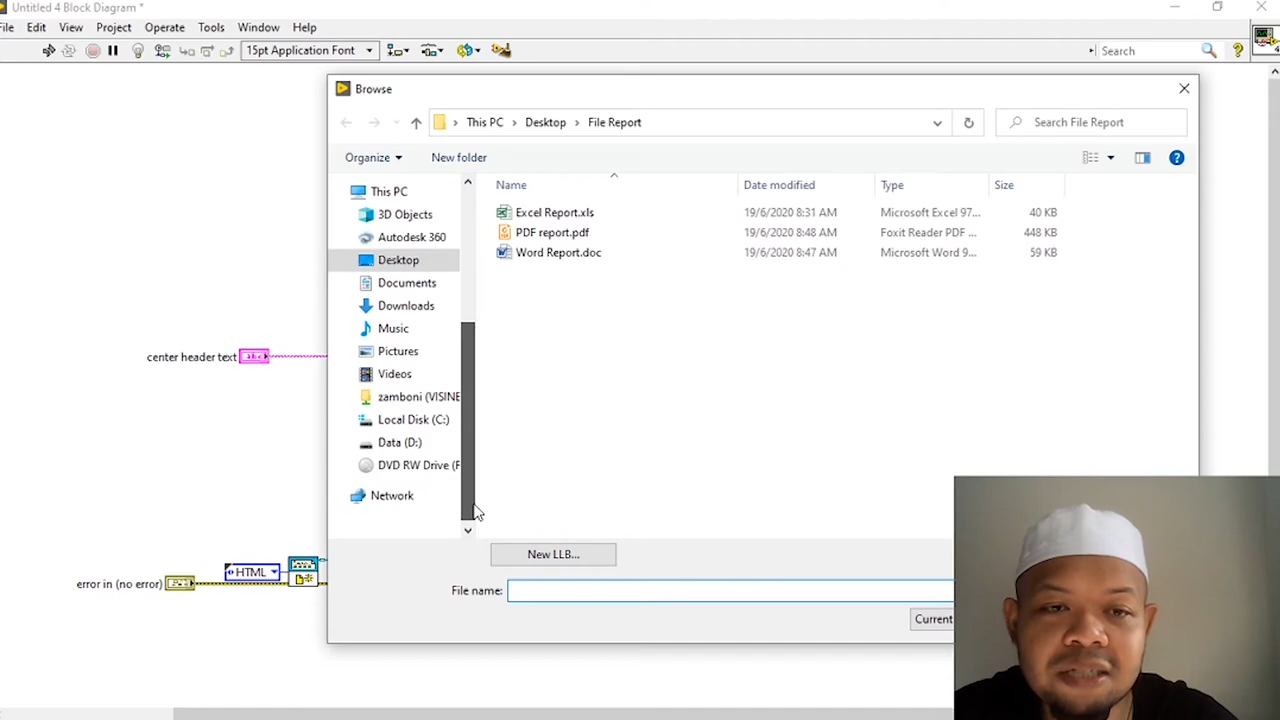 Untitled 4 Block Diagram *
File Edit View Project Operate Tools Window Help
15pt Application Font
Search
Browse
This PC > Desktop > File Report
Search File Report
Organize
New folder
Name Date modified Type Size
This PC
3D Objects
Autodesk 360
Desktop
Documents
Downloads
Music
Pictures
Videos
zamboni (VISINE
Local Disk (C:)
Data (D:)
DVD RW Drive (F
Network
Excel Report.xls 19/6/2020 8:31 AM Microsoft Excel 97... 40 KB
PDF report.pdf 19/6/2020 8:48 AM Foxit Reader PDF ... 448 KB
Word Report.doc 19/6/2020 8:47 AM Microsoft Word 9... 59 KB
center header text
abc
HTML
error in (no error)
New LLB...
File name:
Current